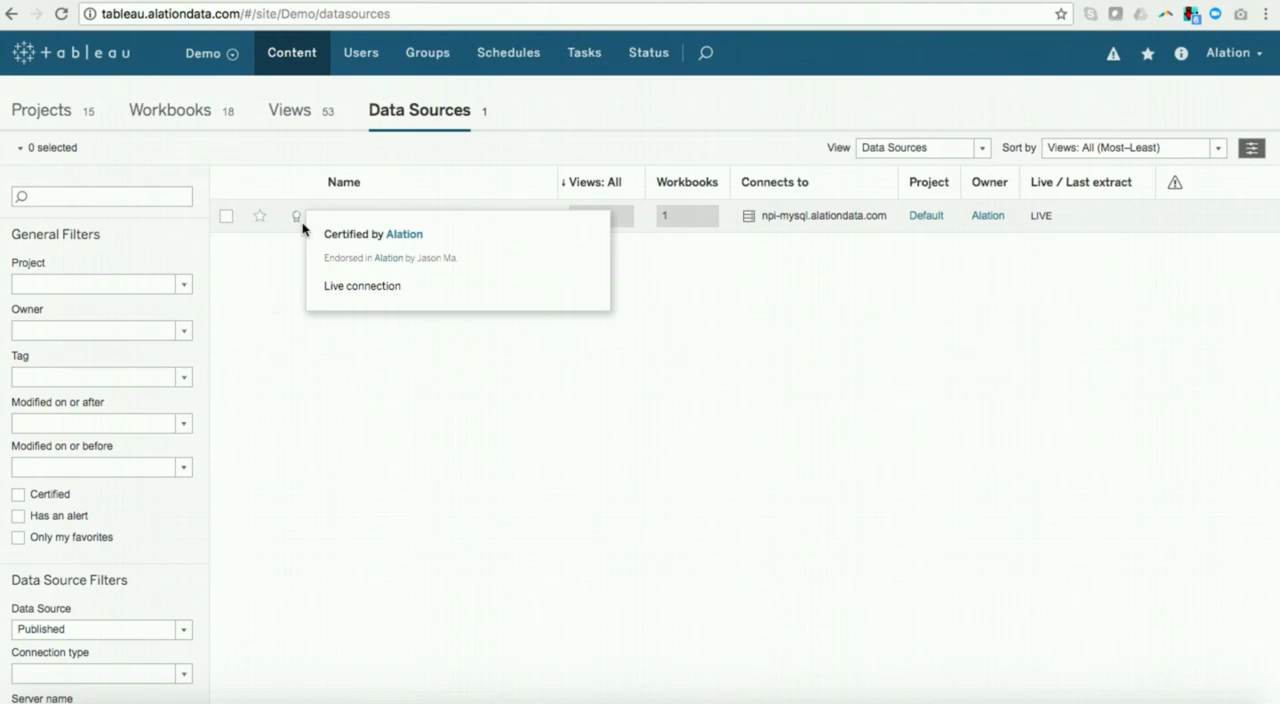 tableau.alationdata.com/#/site/Demo/datasources
+ a b l e a u Demo Content Users Groups Schedules Tasks Status Alation
Projects 15 Workbooks 18 Views 53 Data Sources 1
0 selected View Data Sources Sort by Views: All (Most–Least)
Name ↓ Views: All Workbooks Connects to Project Owner Live / Last extract
1 npi-mysql.alationdata.com Default Alation LIVE
Certified by Alation
Endorsed in Alation by Jason Ma.
Live connection
General Filters
Project
Owner
Tag
Modified on or after
Modified on or before
Certified
Has an alert
Only my favorites
Data Source Filters
Data Source
Published
Connection type
Server name